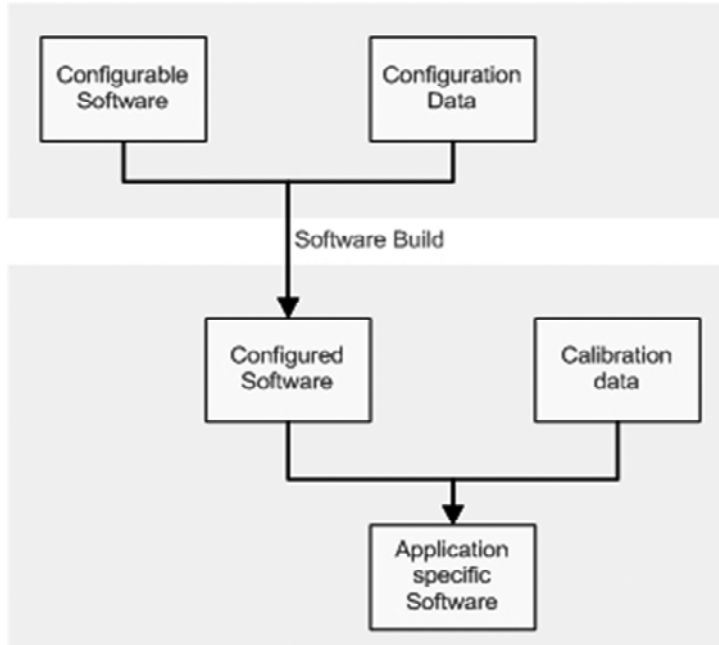 Configurable
Software
Configuration
Data
Software Build
Configured
Software
Calibration
data
Application
specific
Software